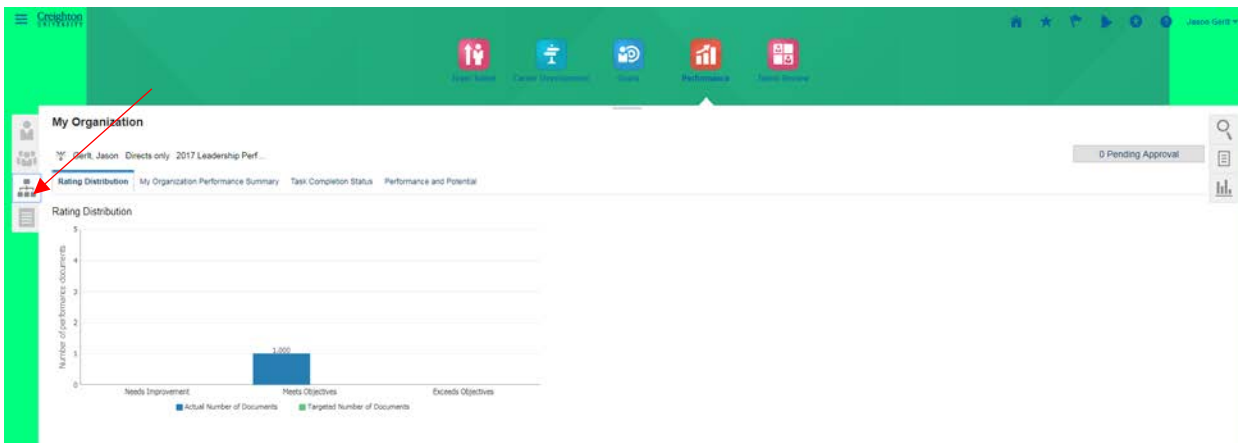 Creighton
UNIVERSITY
Jason Gerlt
Team Talent
Career Development
Goals
Performance
Talent Review
My Organization
Gerlt, Jason Directs only 2017 Leadership Perf...
0 Pending Approval
Rating Distribution My Organization Performance Summary Task Completion Status Performance and Potential
Rating Distribution
Number of performance documents
5
4
3
2
1
0
1.000
Needs Improvement Meets Objectives Exceeds Objectives
Actual Number of Documents Targeted Number of Documents